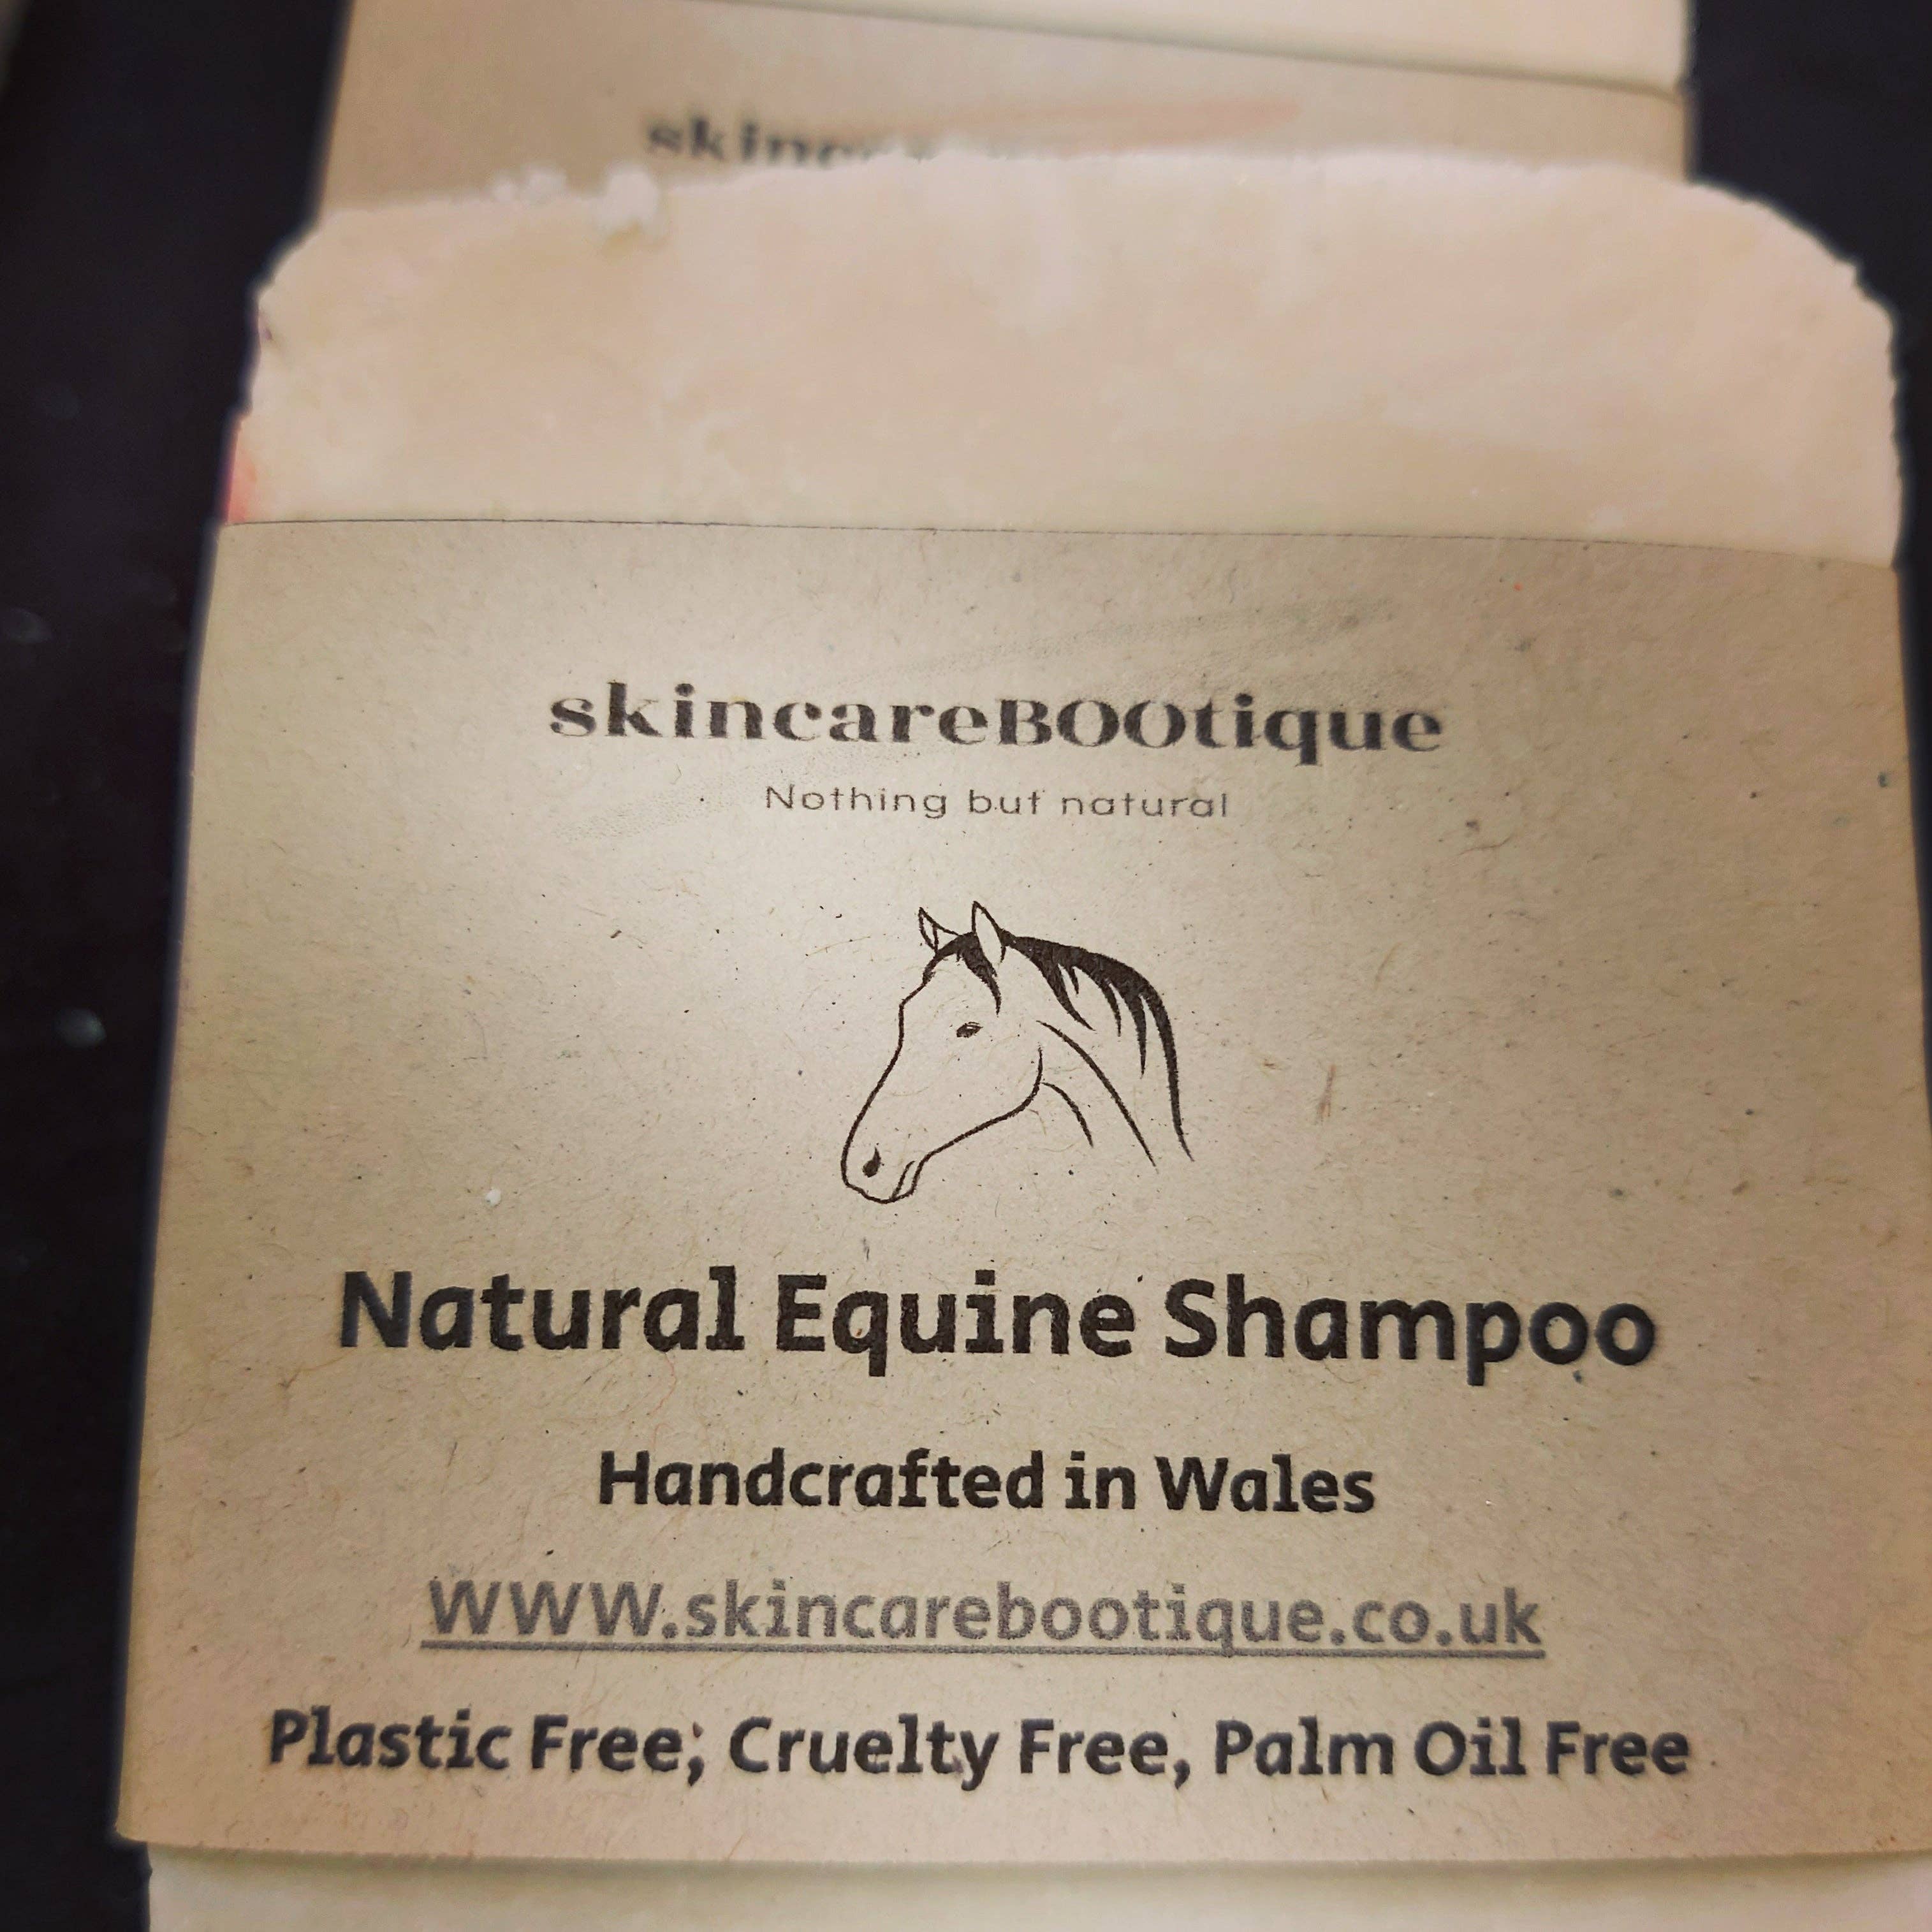 skincare
skincareBOOtique
Nothing but natural
Natural Equine Shampoo
Handcrafted in Wales
www.skincarebootique.co.uk
Plastic Free, Cruelty Free, Palm Oil Free